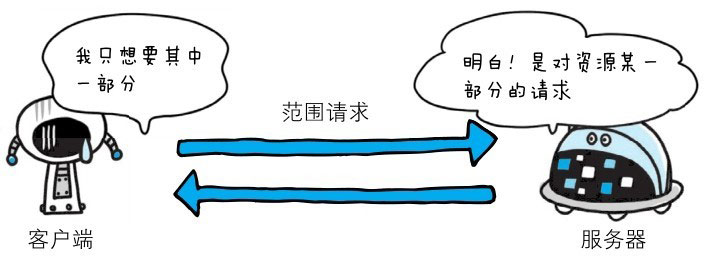 我只想要其中
一部分
明白！是对资源某一
部分的请求
范围请求
客户端
服务器